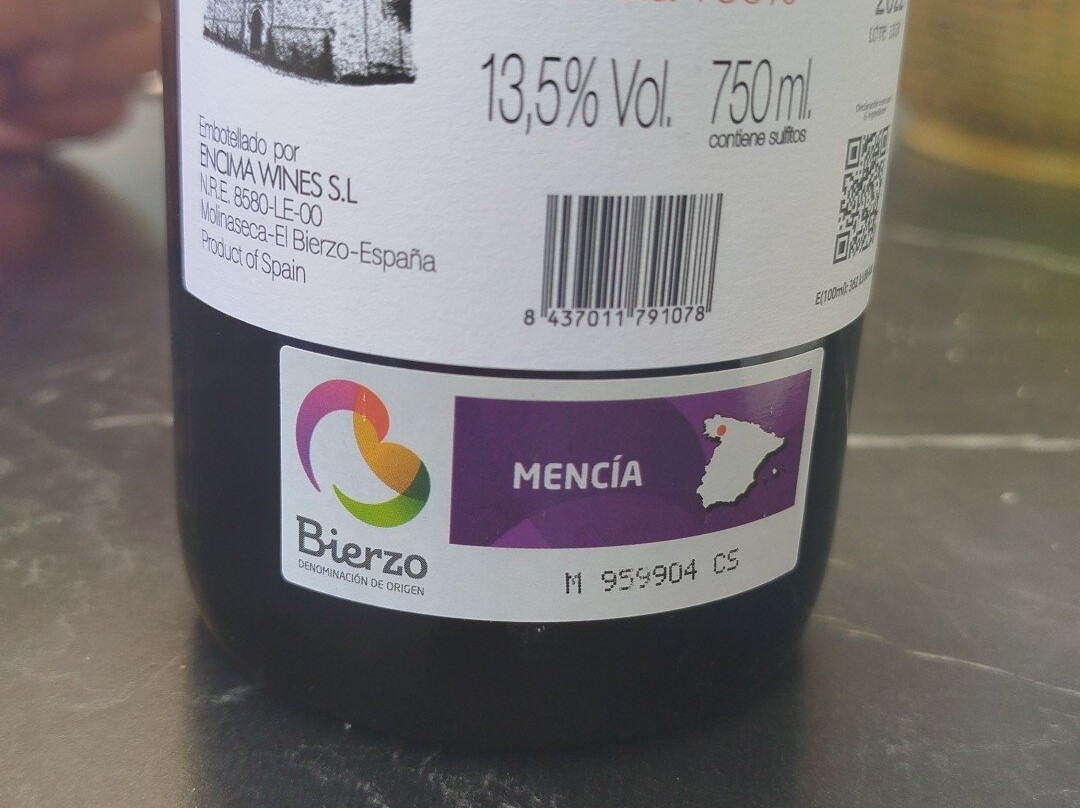 13,5% Vol. 750 ml.
contiene sulfitos
Embotellado por
ENCIMA WINES S.L
N.R.E. 8580-LE-00
Molinaseca-El Bierzo-España
Product of Spain
8 437011 791078
Bierzo
DENOMINACIÓN DE ORIGEN
MENCÍA
M 959904 CS